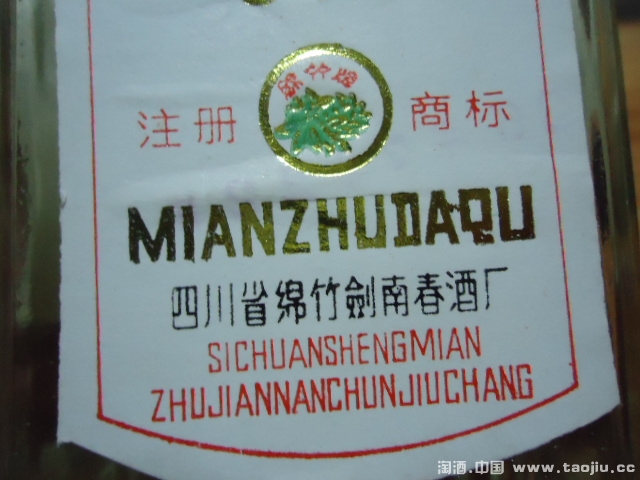 绵竹牌
注册 商标
MIANZHUDAQU
四川省绵竹剑南春酒厂
SICHUANSHENGMIAN
ZHUJIANNANCHUNJIUCHANG
淘酒.中国 www.taojiu.cc